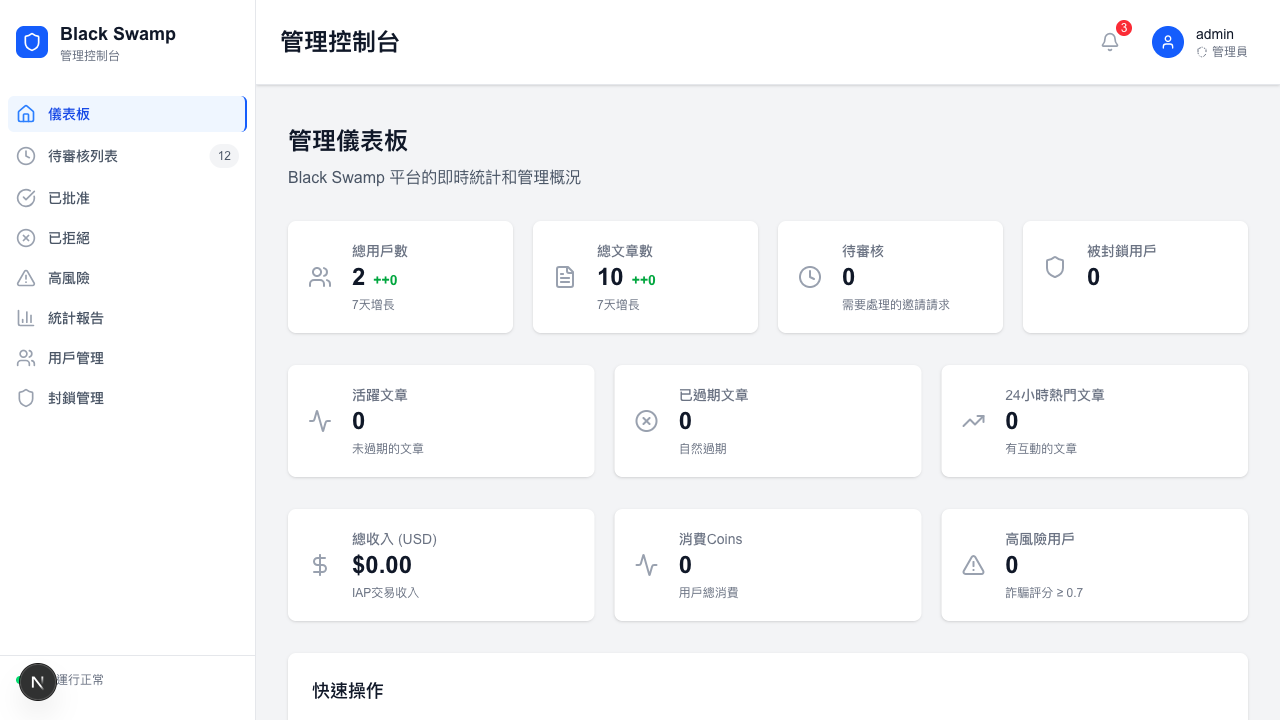 Black Swamp
管理控制台
儀表板
待審核列表 12
已批准
已拒絕
高風險
統計報告
用戶管理
封鎖管理
N 運行正常
管理控制台
3
admin
管理員
管理儀表板
Black Swamp 平台的即時統計和管理概況
總用戶數
2 ++0
7天增長
總文章數
10 ++0
7天增長
待審核
0
需要處理的邀請請求
被封鎖用戶
0
活躍文章
0
未過期的文章
已過期文章
0
自然過期
24小時熱門文章
0
有互動的文章
總收入 (USD)
$0.00
IAP交易收入
消費Coins
0
用戶總消費
高風險用戶
0
詐騙評分 ≥ 0.7
快速操作